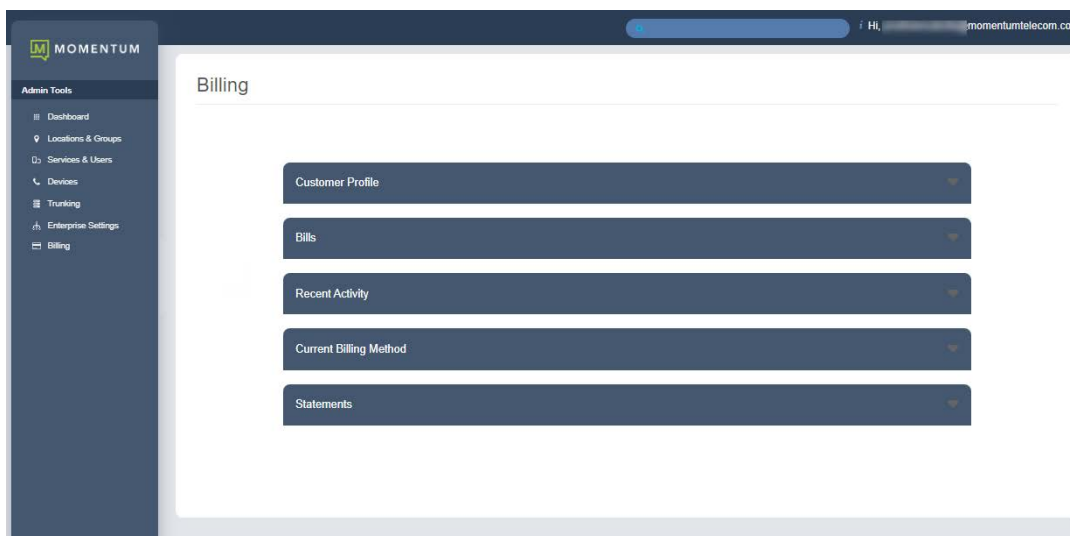 Hi, momentumtelecom.co
M MOMENTUM
Admin Tools
Dashboard
Locations & Groups
Services & Users
Devices
Trunking
Enterprise Settings
Billing
Billing
Customer Profile
Bills
Recent Activity
Current Billing Method
Statements